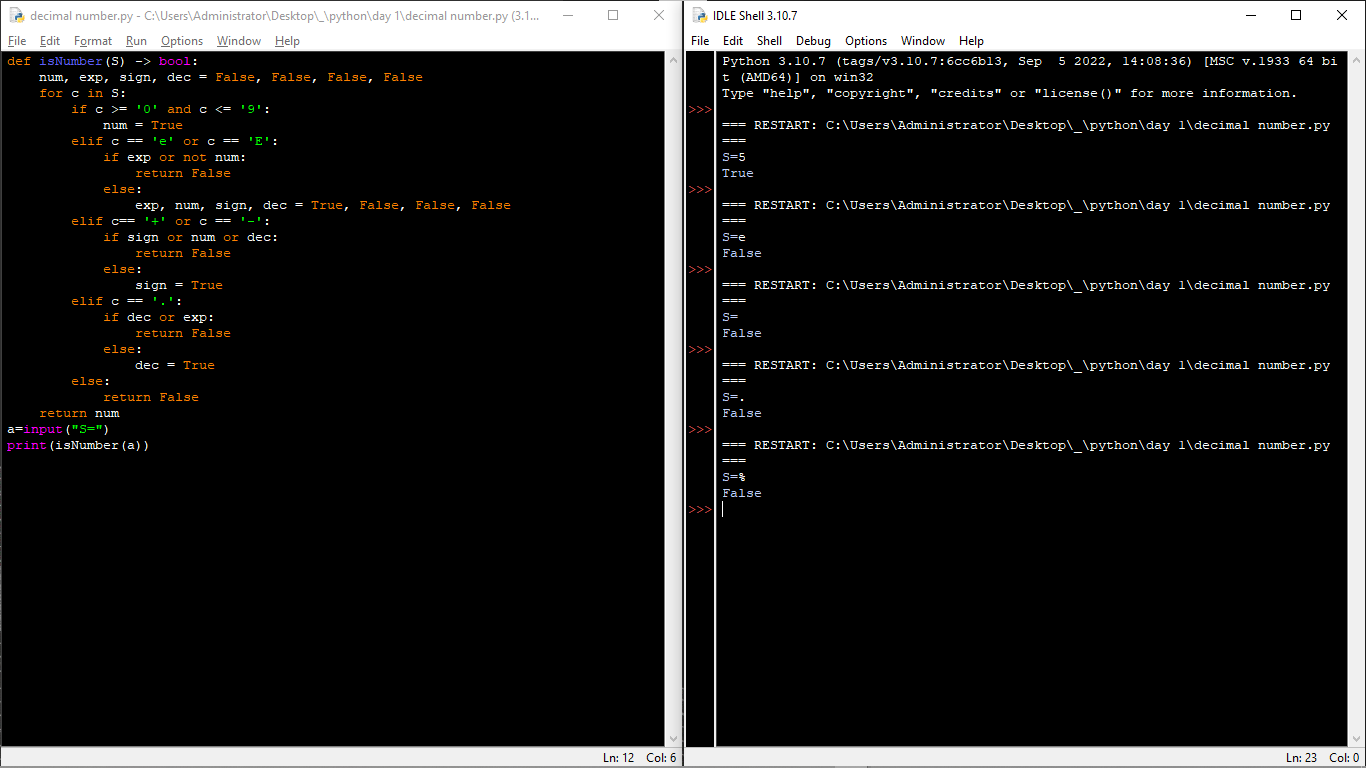 decimal number.py - C:\Users\Administrator\Desktop\_\python\day 1\decimal number.py (3.1...
File Edit Format Run Options Window Help
def isNumber(S) -> bool:
    num, exp, sign, dec = False, False, False, False
    for c in S:
        if c >= '0' and c <= '9':
            num = True
        elif c == 'e' or c == 'E':
            if exp or not num:
                return False
            else:
                exp, num, sign, dec = True, False, False, False
        elif c== '+' or c == '-':
            if sign or num or dec:
                return False
            else:
                sign = True
        elif c == '.':
            if dec or exp:
                return False
            else:
                dec = True
        else:
            return False
    return num
a=input("S=")
print(isNumber(a))
Ln: 12 Col: 6
IDLE Shell 3.10.7
File Edit Shell Debug Options Window Help
Python 3.10.7 (tags/v3.10.7:6cc6b13, Sep  5 2022, 14:08:36) [MSC v.1933 64 bi
t (AMD64)] on win32
Type "help", "copyright", "credits" or "license()" for more information.
>>>
=== RESTART: C:\Users\Administrator\Desktop\_\python\day 1\decimal number.py
===
S=5
True
>>>
=== RESTART: C:\Users\Administrator\Desktop\_\python\day 1\decimal number.py
===
S=e
False
>>>
=== RESTART: C:\Users\Administrator\Desktop\_\python\day 1\decimal number.py
===
S=
False
>>>
=== RESTART: C:\Users\Administrator\Desktop\_\python\day 1\decimal number.py
===
S=.
False
>>>
=== RESTART: C:\Users\Administrator\Desktop\_\python\day 1\decimal number.py
===
S=%
False
>>>
Ln: 23 Col: 0